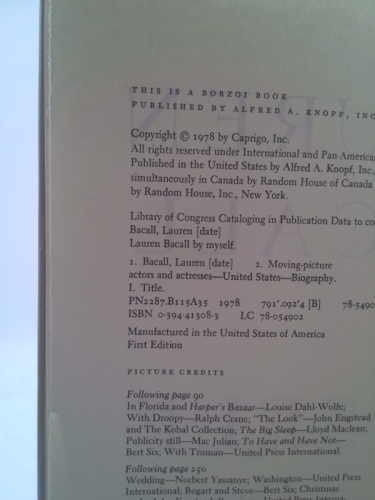 THIS IS A BORZOI BOOK
PUBLISHED BY ALFRED A. KNOPF, INC
Copyright © 1978 by Caprigo, Inc.
All rights reserved under International and Pan-America
Published in the United States by Alfred A. Knopf, Inc.,
simultaneously in Canada by Random House of Canada
by Random House, Inc., New York.
Library of Congress Cataloging in Publication Data to co
Bacall, Lauren [date]
Lauren Bacall by myself.
1. Bacall, Lauren [date] 2. Moving-picture
actors and actresses—United States—Biography.
I. Title.
PN2287.B115A35 1978 791'.092'4 [B] 78-5490
ISBN 0-394-41308-3 LC 78-054902
Manufactured in the United States of America
First Edition
PICTURE CREDITS
Following page 90
In Florida and Harper's Bazaar—Louise Dahl-Wolfe;
With Droopy—Ralph Crane; "The Look"—John Engstead
and The Kobal Collection; The Big Sleep—Lloyd Maclean;
Publicity still—Mac Julian; To Have and Have Not—
Bert Six; With Truman—United Press International.
Following page 250
Wedding—Norbert Yassanye; Washington—United Press
International; Bogart and Steve—Bert Six; Christmas